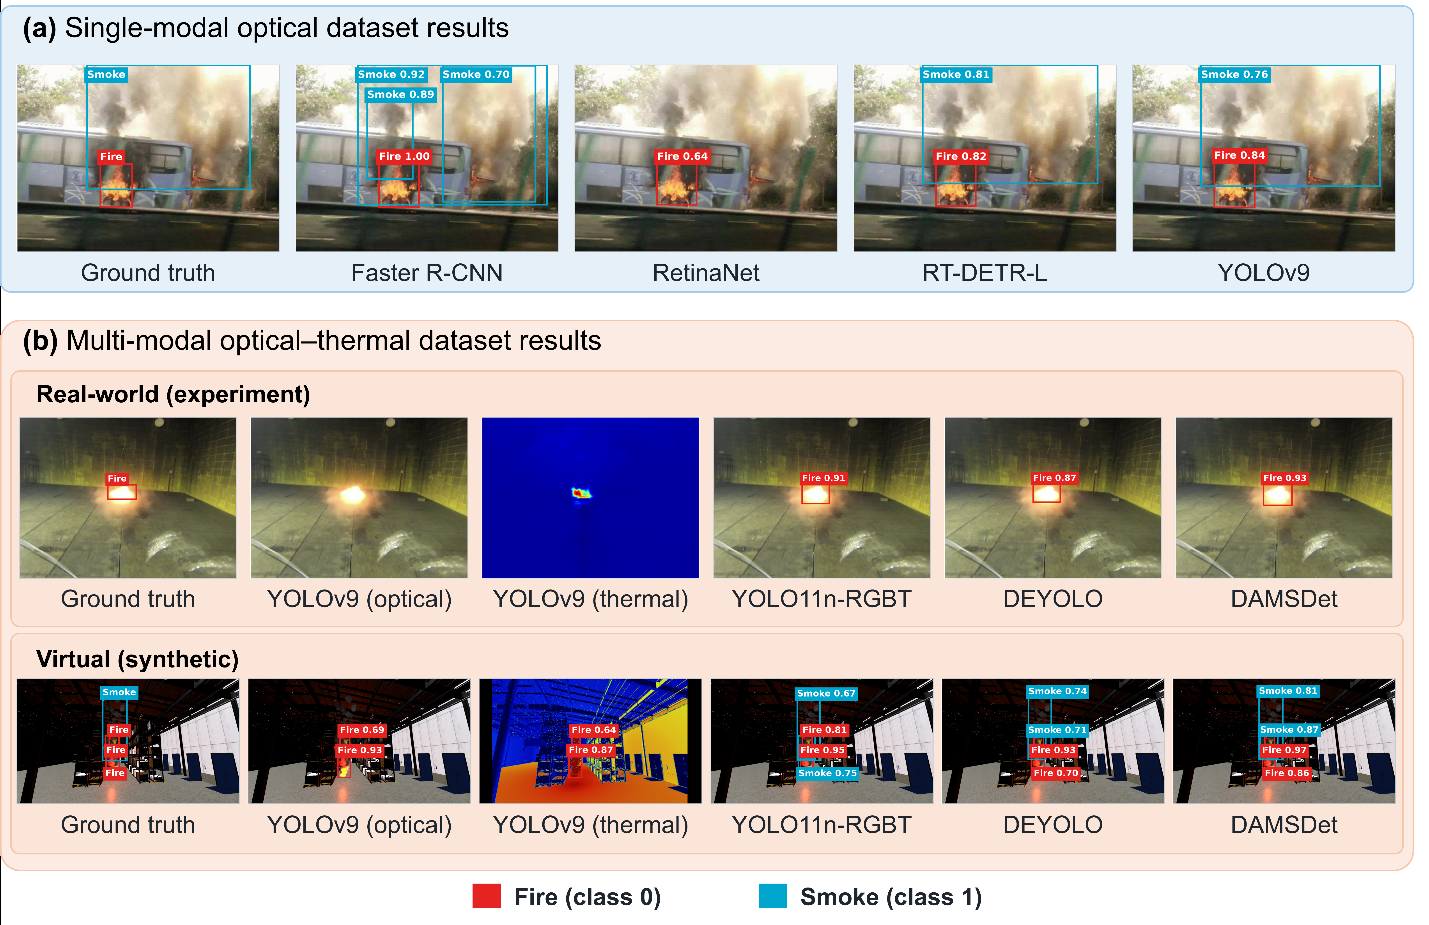 (a) Single-modal optical dataset results
Smoke
Fire
Smoke 0.92
Smoke 0.70
Smoke 0.89
Fire 1.00
Fire 0.64
Smoke 0.81
Fire 0.82
Smoke 0.76
Fire 0.84
Ground truth
Faster R-CNN
RetinaNet
RT-DETR-L
YOLOv9
(b) Multi-modal optical–thermal dataset results
Real-world (experiment)
Fire
Fire 0.91
Fire 0.87
Fire 0.93
Ground truth
YOLOv9 (optical)
YOLOv9 (thermal)
YOLO11n-RGBT
DEYOLO
DAMSDet
Virtual (synthetic)
Smoke
Fire
Fire
Fire
Fire 0.69
Fire 0.93
Fire 0.64
Fire 0.87
Smoke 0.67
Fire 0.81
Fire 0.95
Smoke 0.75
Smoke 0.74
Smoke 0.71
Fire 0.93
Fire 0.70
Smoke 0.81
Smoke 0.87
Fire 0.97
Fire 0.86
Ground truth
YOLOv9 (optical)
YOLOv9 (thermal)
YOLO11n-RGBT
DEYOLO
DAMSDet
Fire (class 0)
Smoke (class 1)